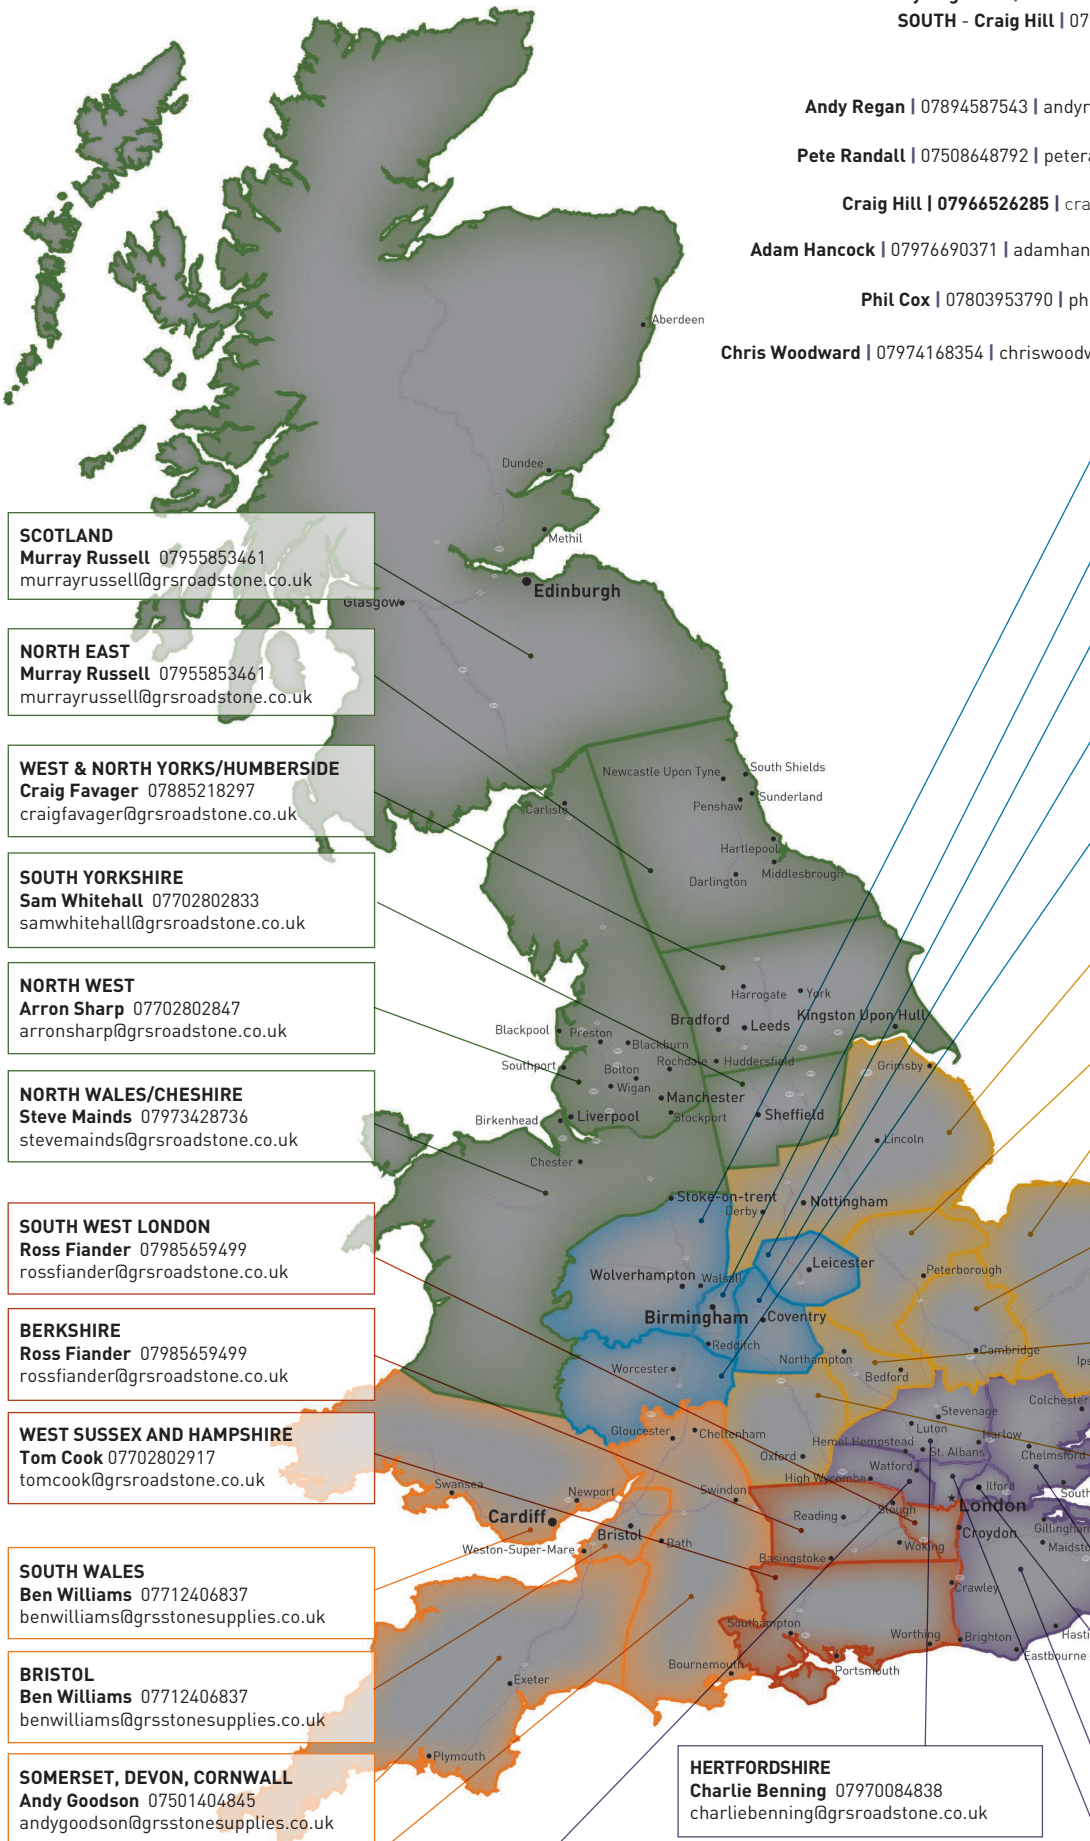 SOUTH - Craig Hill | 07
Andy Regan | 07894587543 | andyr
Pete Randall | 07508648792 | petera
Craig Hill | 07966526285 | cra
Adam Hancock | 07976690371 | adamhan
Phil Cox | 07803953790 | ph
Chris Woodward | 07974168354 | chriswoodw
Aberdeen
Dundee
Methil
Edinburgh
Glasgow
SCOTLAND
Murray Russell 07955853461
murrayrussell@grsroadstone.co.uk
NORTH EAST
Murray Russell 07955853461
murrayrussell@grsroadstone.co.uk
WEST & NORTH YORKS/HUMBERSIDE
Craig Favager 07885218297
craigfavager@grsroadstone.co.uk
SOUTH YORKSHIRE
Sam Whitehall 07702802833
samwhitehall@grsroadstone.co.uk
NORTH WEST
Arron Sharp 07702802847
arronsharp@grsroadstone.co.uk
NORTH WALES/CHESHIRE
Steve Mainds 07973428736
stevemainds@grsroadstone.co.uk
SOUTH WEST LONDON
Ross Fiander 07985659499
rossfiander@grsroadstone.co.uk
BERKSHIRE
Ross Fiander 07985659499
rossfiander@grsroadstone.co.uk
WEST SUSSEX AND HAMPSHIRE
Tom Cook 07702802917
tomcook@grsroadstone.co.uk
SOUTH WALES
Ben Williams 07712406837
benwilliams@grsstonesupplies.co.uk
BRISTOL
Ben Williams 07712406837
benwilliams@grsstonesupplies.co.uk
SOMERSET, DEVON, CORNWALL
Andy Goodson 07501404845
andygoodson@grsstonesupplies.co.uk
HERTFORDSHIRE
Charlie Benning 07970084838
charliebenning@grsroadstone.co.uk
Newcastle Upon Tyne
South Shields
Sunderland
Penshaw
Carlisle
Hartlepool
Middlesbrough
Darlington
Harrogate
York
Bradford
Leeds
Kingston Upon Hull
Blackpool
Preston
Blackburn
Rochdale
Huddersfield
Southport
Bolton
Wigan
Manchester
Grimsby
Birkenhead
Liverpool
Stockport
Sheffield
Lincoln
Chester
Stoke-on-trent
Derby
Nottingham
Wolverhampton
Walsall
Leicester
Peterborough
Birmingham
Coventry
Redditch
Northampton
Cambridge
Worcester
Bedford
Ips
Colchester
Stevenage
Gloucester
Cheltenham
Luton
Harlow
Hemel Hempstead
St. Albans
Chelmsford
Oxford
Watford
High Wycombe
Ilford
South
Swansea
Newport
Swindon
Slough
London
Cardiff
Reading
Gillingham
Bristol
Croydon
Weston-Super-Mare
Bath
Woking
Maidsto
Basingstoke
Crawley
Southampton
Worthing
Brighton
Hasti
Eastbourne
Bournemouth
Portsmouth
Exeter
Plymouth